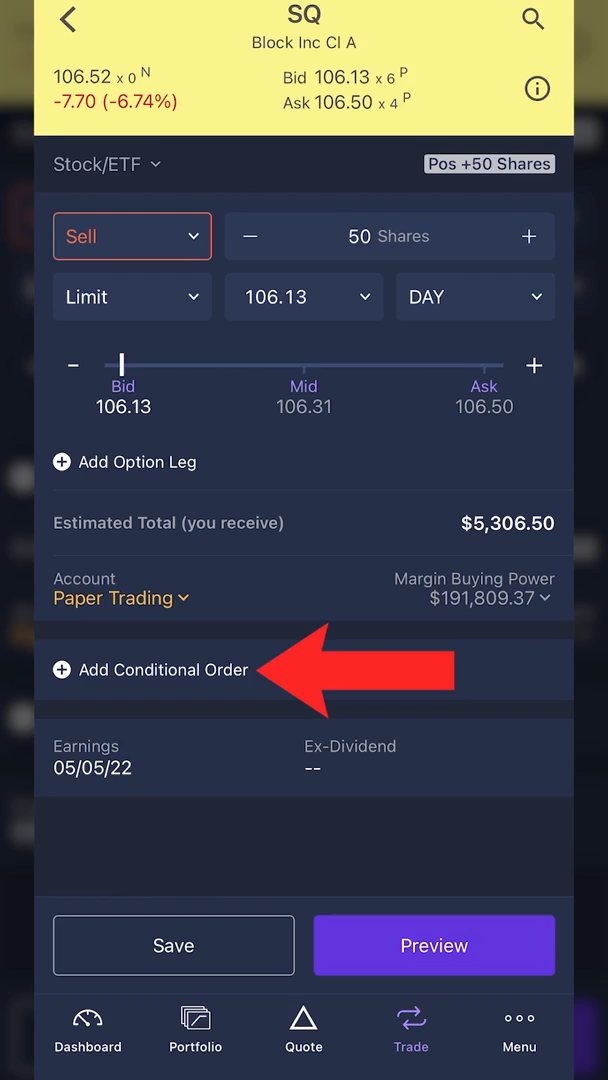 SQ
Block Inc Cl A
106.52 x 0 N
-7.70 (-6.74%)
Bid 106.13 x 6 P
Ask 106.50 x 4 P
Stock/ETF
Pos +50 Shares
Sell
50 Shares
Limit
106.13
DAY
Bid
106.13
Mid
106.31
Ask
106.50
Add Option Leg
Estimated Total (you receive)
$5,306.50
Account
Paper Trading
Margin Buying Power
$191,809.37
Add Conditional Order
Earnings
05/05/22
Ex-Dividend
--
Save
Preview
Dashboard
Portfolio
Quote
Trade
Menu